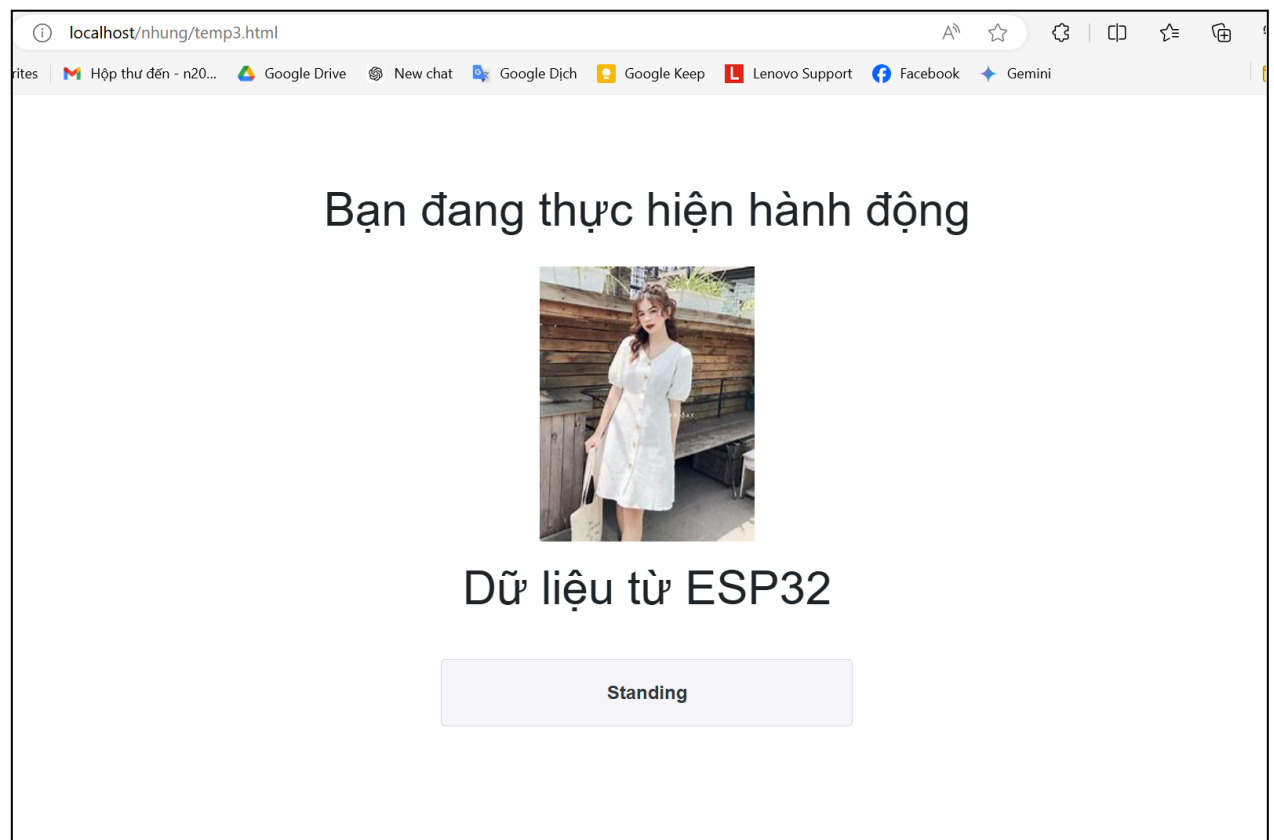 localhost/nhung/temp3.html
rites Hộp thư đến - n20... Google Drive New chat Google Dịch Google Keep Lenovo Support Facebook Gemini
Bạn đang thực hiện hành động
Dữ liệu từ ESP32
Standing